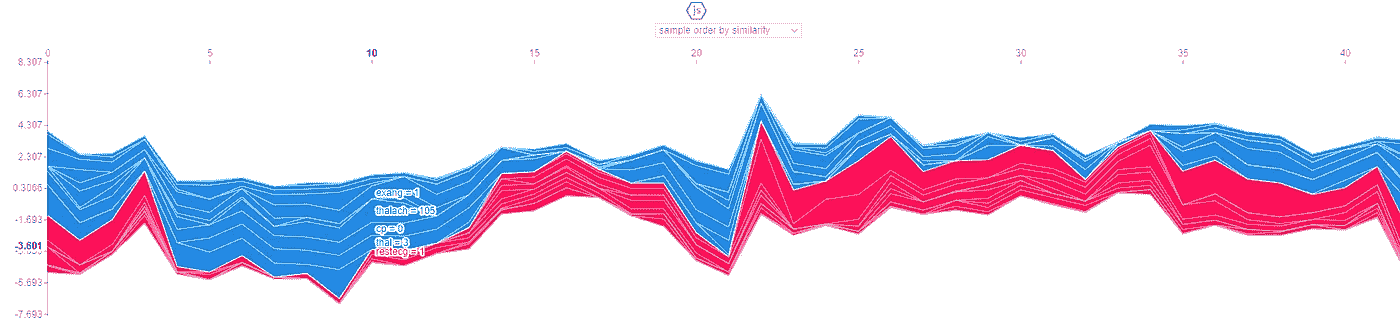 js
sample order by similarity
0 5 10 15 20 25 30 35 40
8.307
6.307
4.307
2.307
0.3066
-1.693
-3.601
-5.693
-7.693
exang = 1
thalach = 105
cp = 0
thal = 3
restecg = 1